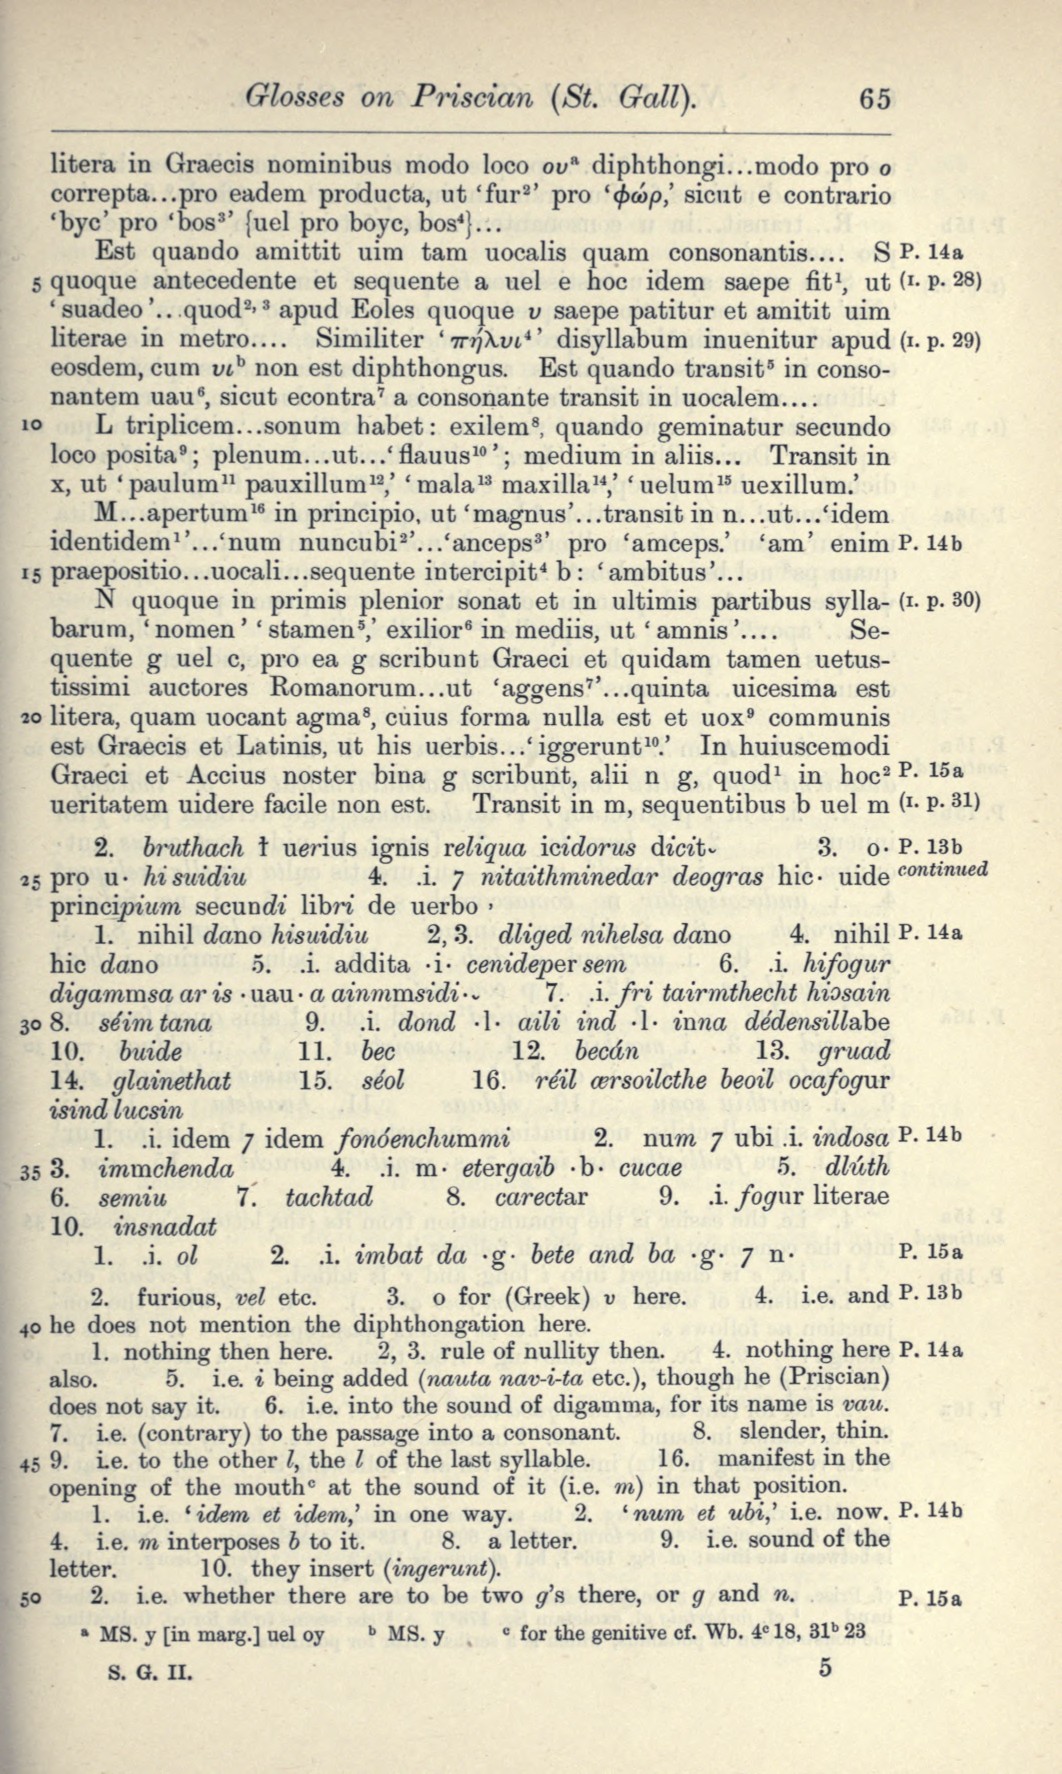 Glosses on Priscian (St. Gall). 65
litera in Graecis nominibus modo loco ουᵃ diphthongi...modo pro o
correpta...pro eadem producta, ut ‘fur²’ pro ‘φώρ,’ sicut e contrario
‘byc’ pro ‘bos³’ {uel pro boyc, bos⁴}...
Est quando amittit uim tam uocalis quam consonantis.... S P. 14a
5 quoque antecedente et sequente a uel e hoc idem saepe fit¹, ut (I. p. 28)
‘suadeo’...quod²,³ apud Eoles quoque υ saepe patitur et amitit uim
literae in metro.... Similiter ‘πήλυι⁴’ disyllabum inuenitur apud (I. p. 29)
eosdem, cum υιᵇ non est diphthongus. Est quando transit⁵ in conso-
nantem uau⁶, sicut econtra⁷ a consonante transit in uocalem....
10 L triplicem...sonum habet: exilem⁸, quando geminatur secundo
loco posita⁹; plenum...ut...‘flauus¹⁰’; medium in aliis... Transit in
x, ut ‘paulum¹¹ pauxillum¹²,’ ‘mala¹³ maxilla¹⁴,’ ‘uelum¹⁵ uexillum.’
M...apertum¹⁶ in principio, ut ‘magnus’...transit in n...ut...‘idem
identidem¹’...‘num nuncubi²’...‘anceps³’ pro ‘amceps.’ ‘am’ enim P. 14b
15 praepositio...uocali...sequente intercipit⁴ b: ‘ambitus’...
N quoque in primis plenior sonat et in ultimis partibus sylla- (I. p. 30)
barum, ‘nomen’ ‘stamen⁵,’ exilior⁶ in mediis, ut ‘amnis’.... Se-
quente g uel c, pro ea g scribunt Graeci et quidam tamen uetus-
tissimi auctores Romanorum...ut ‘aggens⁷’...quinta uicesima est
20 litera, quam uocant agma⁸, cuius forma nulla est et uox⁹ communis
est Graecis et Latinis, ut his uerbis...‘iggerunt¹⁰.’ In huiuscemodi
Graeci et Accius noster bina g scribunt, alii n g, quod¹ in hoc² P. 15a
ueritatem uidere facile non est. Transit in m, sequentibus b uel m (I. p. 31)
2. bruthach ɫ uerius ignis reliqua icidorus dicit⁓ 3. o· P. 13b
25 pro u· hi suidiu 4. .i. ⁊ nitaithminedar deogras hic· uide continued
principium secundi libri de uerbo ,
1. nihil dano hisuidiu 2, 3. dliged nihelsa dano 4. nihil P. 14a
hic dano 5. .i. addita ·i· cenideper sem 6. .i. hifogur
digammsa ar is ·uau· a ainmmsidi·⁓ 7. .i. fri tairmthecht hiɔsain
30 8. séim tana 9. .i. dond ·l· aili ind ·l· inna dédensillabe
10. buide 11. bec 12. becán 13. gruad
14. glainethat 15. séol 16. réil œrsoilcthe beoil ocafogur
isind lucsin
1. .i. idem ⁊ idem fonóenchummi 2. num ⁊ ubi .i. indosa P. 14b
35 3. immchenda 4. .i. m· etergaib ·b· cucae 5. dlúth
6. semiu 7. tachtad 8. carectar 9. .i. fogur literae
10. insnadat
1. .i. ol 2. .i. imbat da ·g· bete and ba ·g· ⁊ n· P. 15a
2. furious, vel etc. 3. o for (Greek) υ here. 4. i.e. and P. 13b
40 he does not mention the diphthongation here.
1. nothing then here. 2, 3. rule of nullity then. 4. nothing here P. 14a
also. 5. i.e. i being added (nauta nav-i-ta etc.), though he (Priscian)
does not say it. 6. i.e. into the sound of digamma, for its name is vau.
7. i.e. (contrary) to the passage into a consonant. 8. slender, thin.
45 9. i.e. to the other l, the l of the last syllable. 16. manifest in the
opening of the mouthᶜ at the sound of it (i.e. m) in that position.
1. i.e. ‘idem et idem,’ in one way. 2. ‘num et ubi,’ i.e. now. P. 14b
4. i.e. m interposes b to it. 8. a letter. 9. i.e. sound of the
letter. 10. they insert (ingerunt).
50 2. i.e. whether there are to be two g’s there, or g and n. P. 15a
ᵃ MS. y [in marg.] uel oy ᵇ MS. y ᶜ for the genitive cf. Wb. 4ᶜ 18, 31ᵇ 23
S. G. II. 5